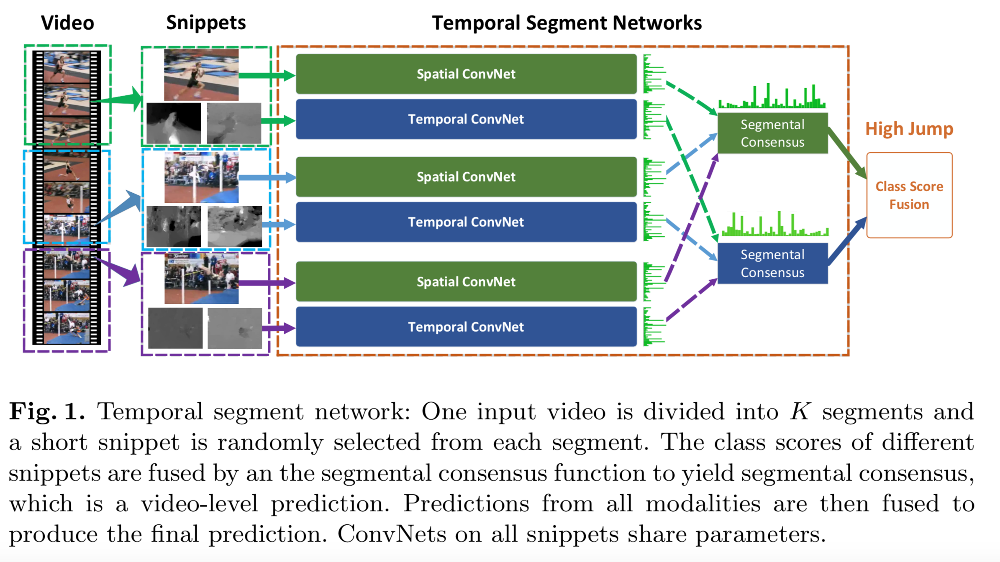 Video
Snippets
Temporal Segment Networks
Spatial ConvNet
Temporal ConvNet
Spatial ConvNet
Temporal ConvNet
Spatial ConvNet
Temporal ConvNet
Segmental
Consensus
Segmental
Consensus
High Jump
Class Score
Fusion
Fig. 1. Temporal segment network: One input video is divided into K segments and
a short snippet is randomly selected from each segment. The class scores of different
snippets are fused by an the segmental consensus function to yield segmental consensus,
which is a video-level prediction. Predictions from all modalities are then fused to
produce the final prediction. ConvNets on all snippets share parameters.